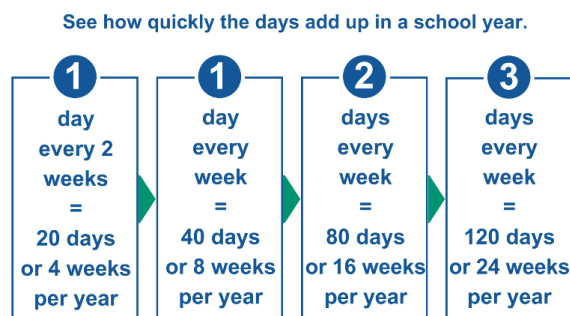 See how quickly the days add up in a school year.
1
day
every 2
weeks
=
20 days
or 4 weeks
per year
1
day
every
week
=
40 days
or 8 weeks
per year
2
days
every
week
=
80 days
or 16 weeks
per year
3
days
every
week
=
120 days
or 24 weeks
per year